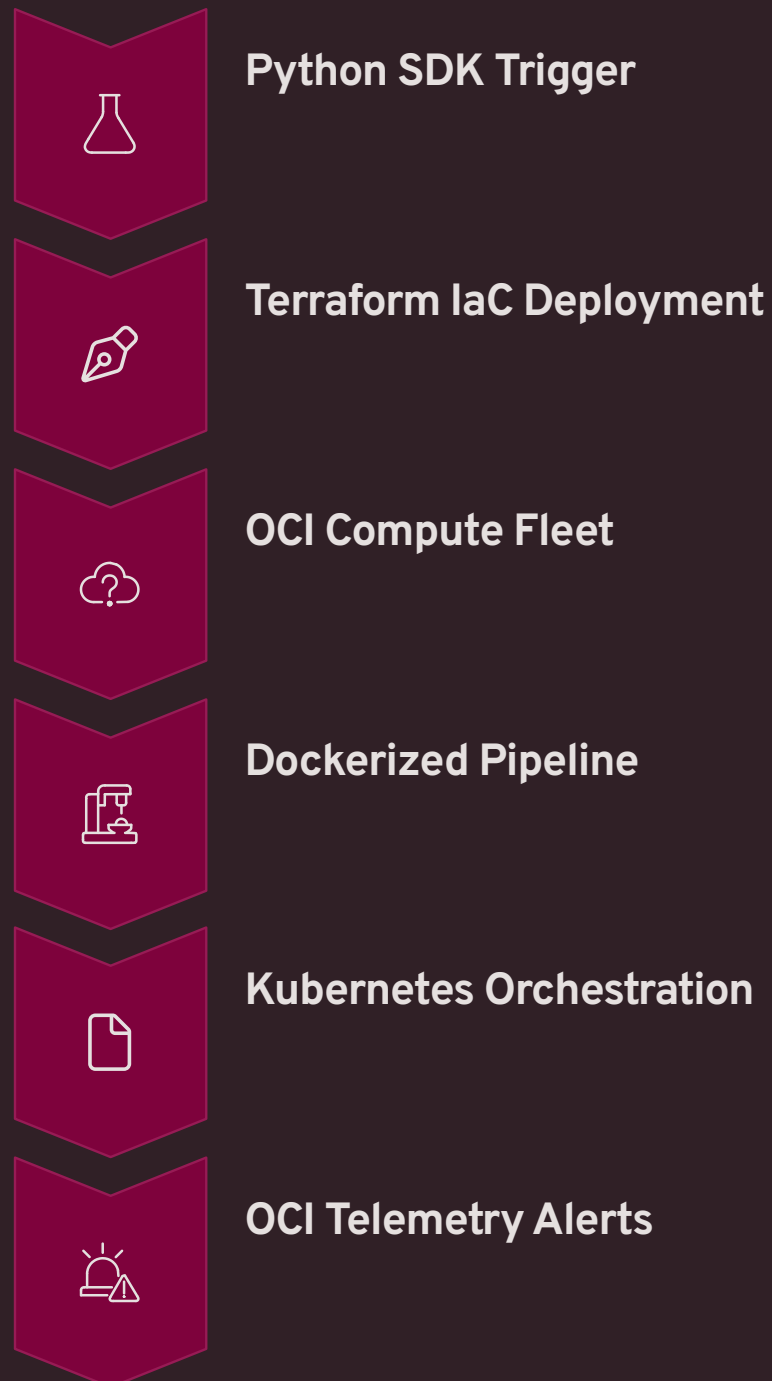 Python SDK Trigger
Terraform IaC Deployment
OCI Compute Fleet
Dockerized Pipeline
Kubernetes Orchestration
OCI Telemetry Alerts